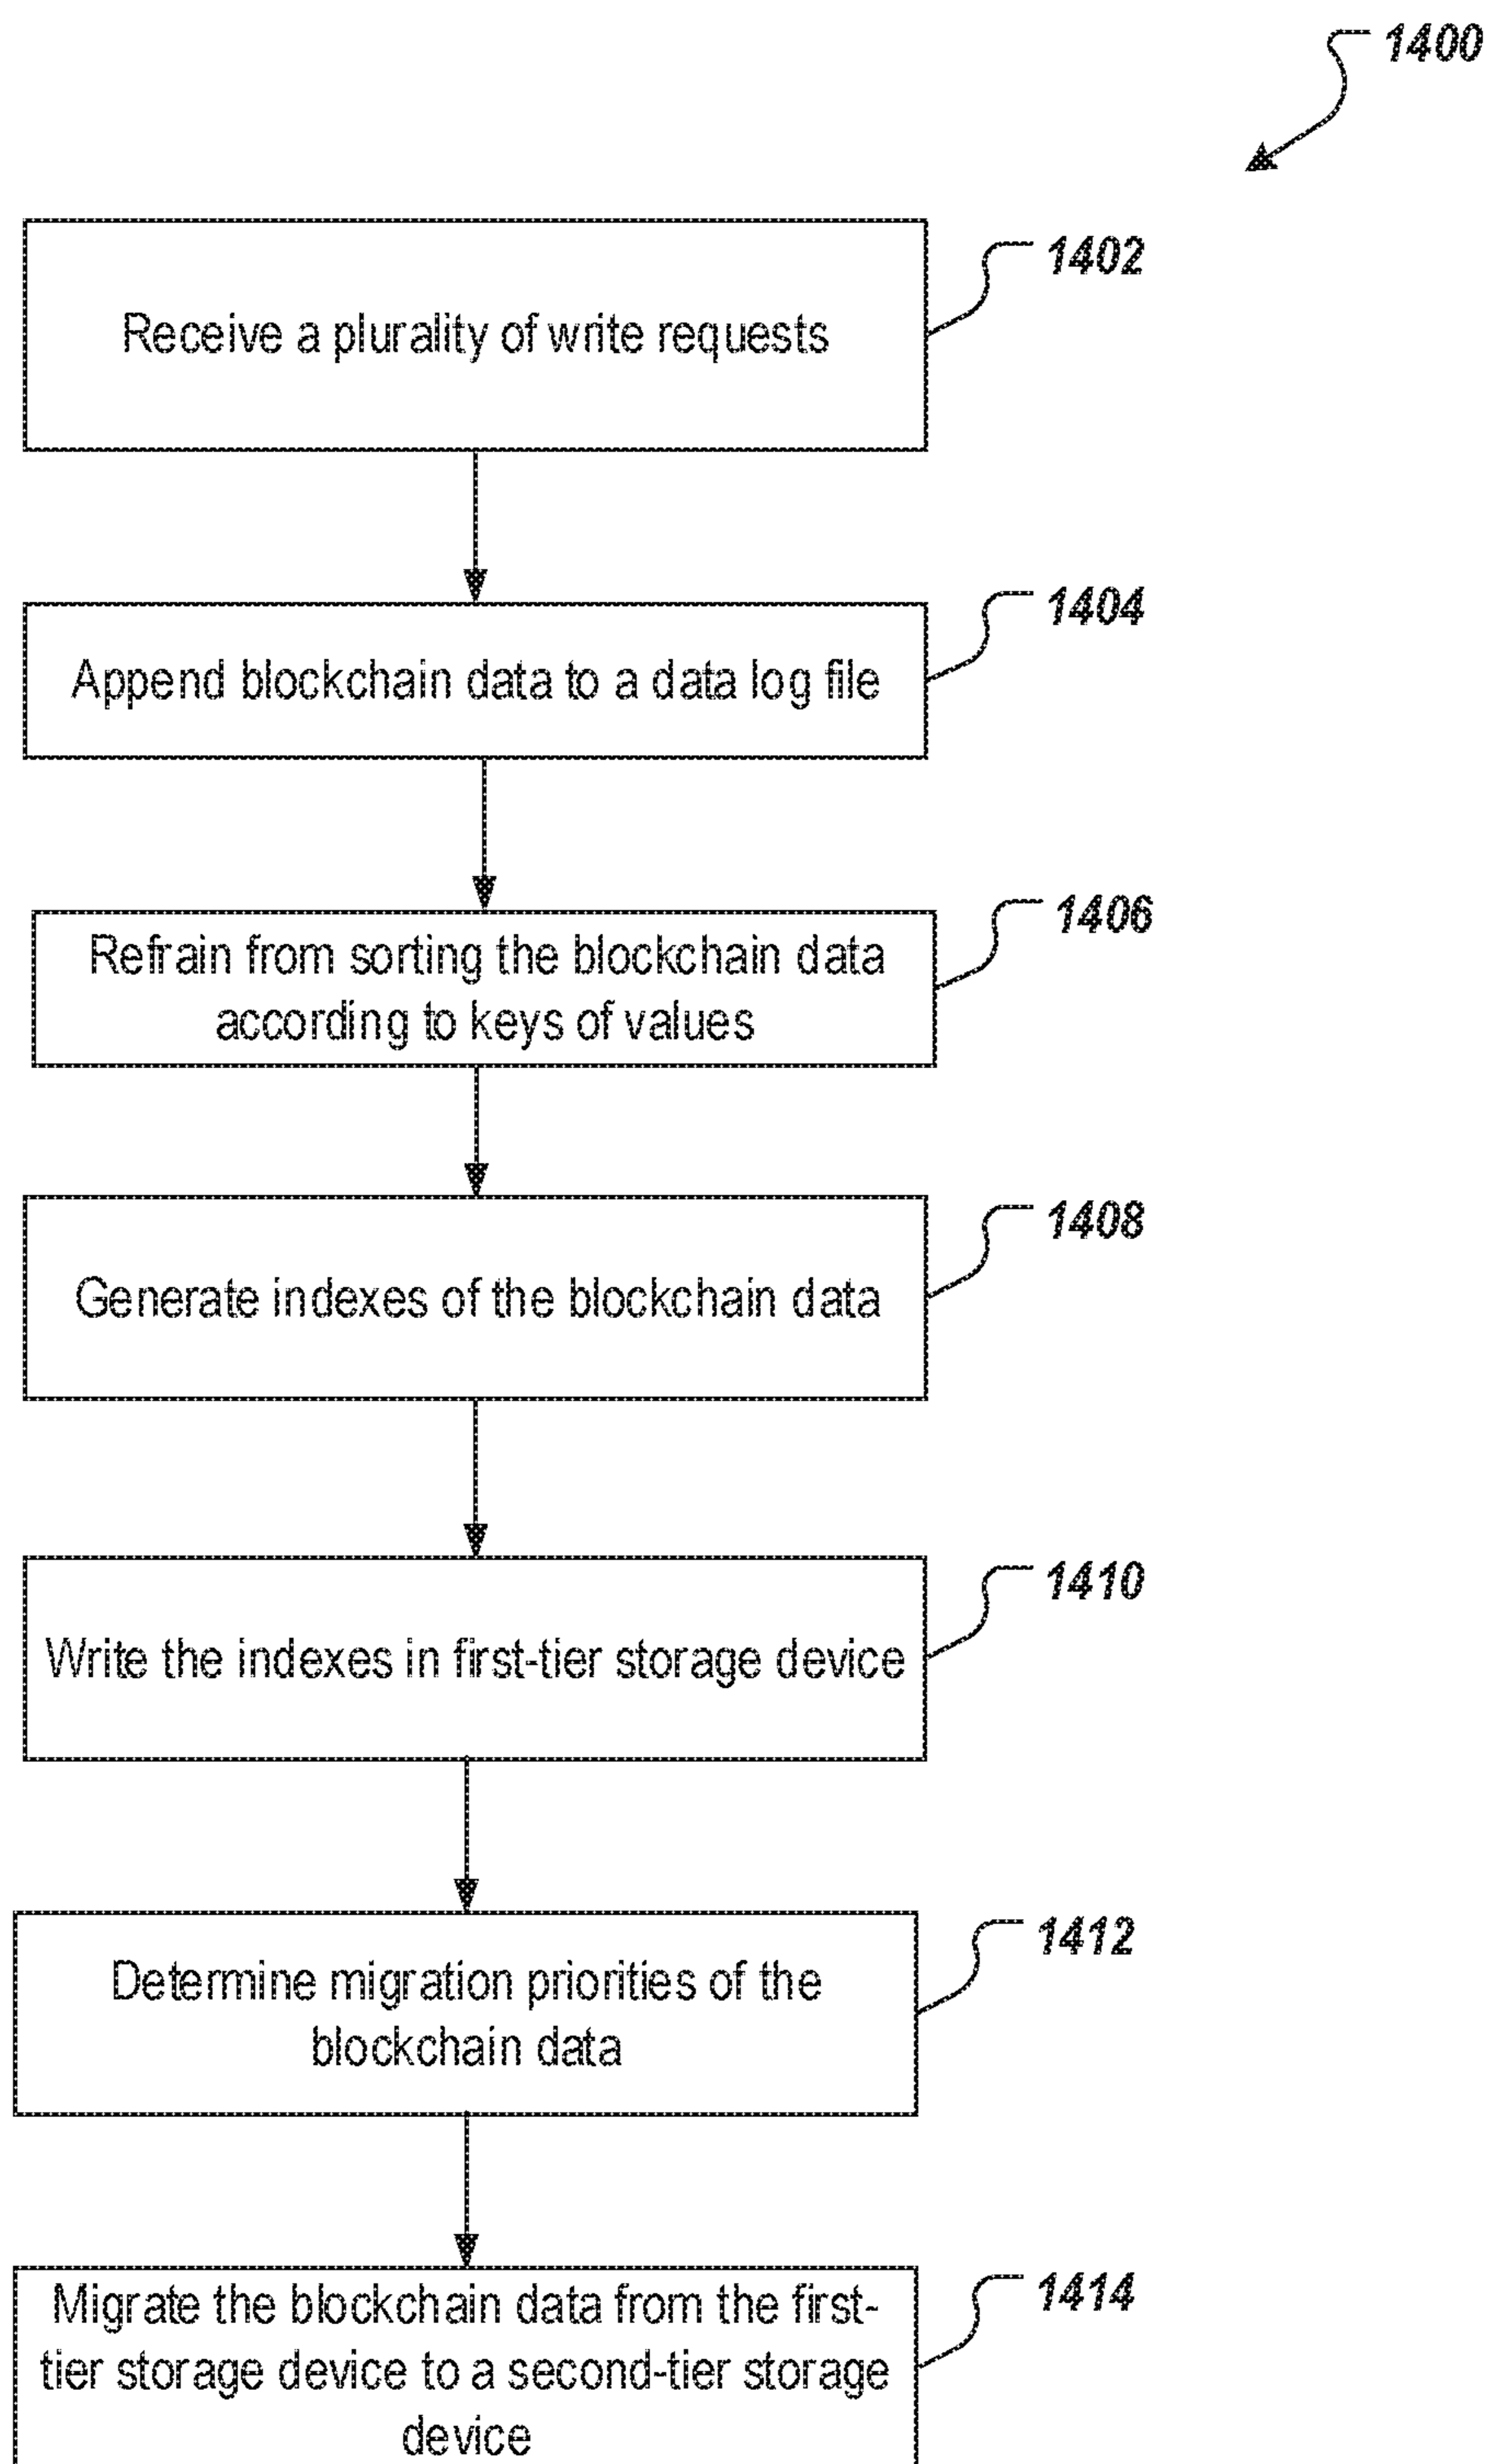 1400
1402
Receive a plurality of write requests
1404
Append blockchain data to a data log file
1406
Refrain from sorting the blockchain data
according to keys of values
1408
Generate indexes of the blockchain data
1410
Write the indexes in first-tier storage device
1412
Determine migration priorities of the
blockchain data
1414
Migrate the blockchain data from the first-
tier storage device to a second-tier storage
device